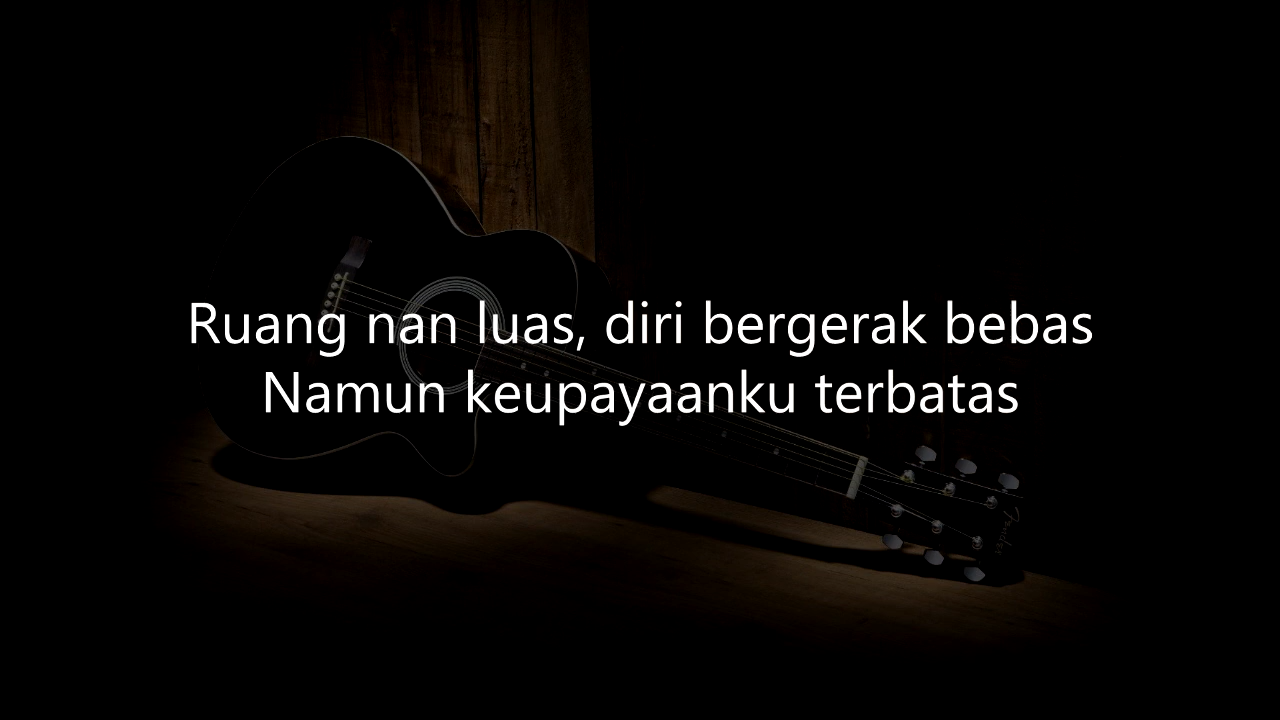 Ruang nan luas, diri bergerak bebas
Namun keupayaanku terbatas